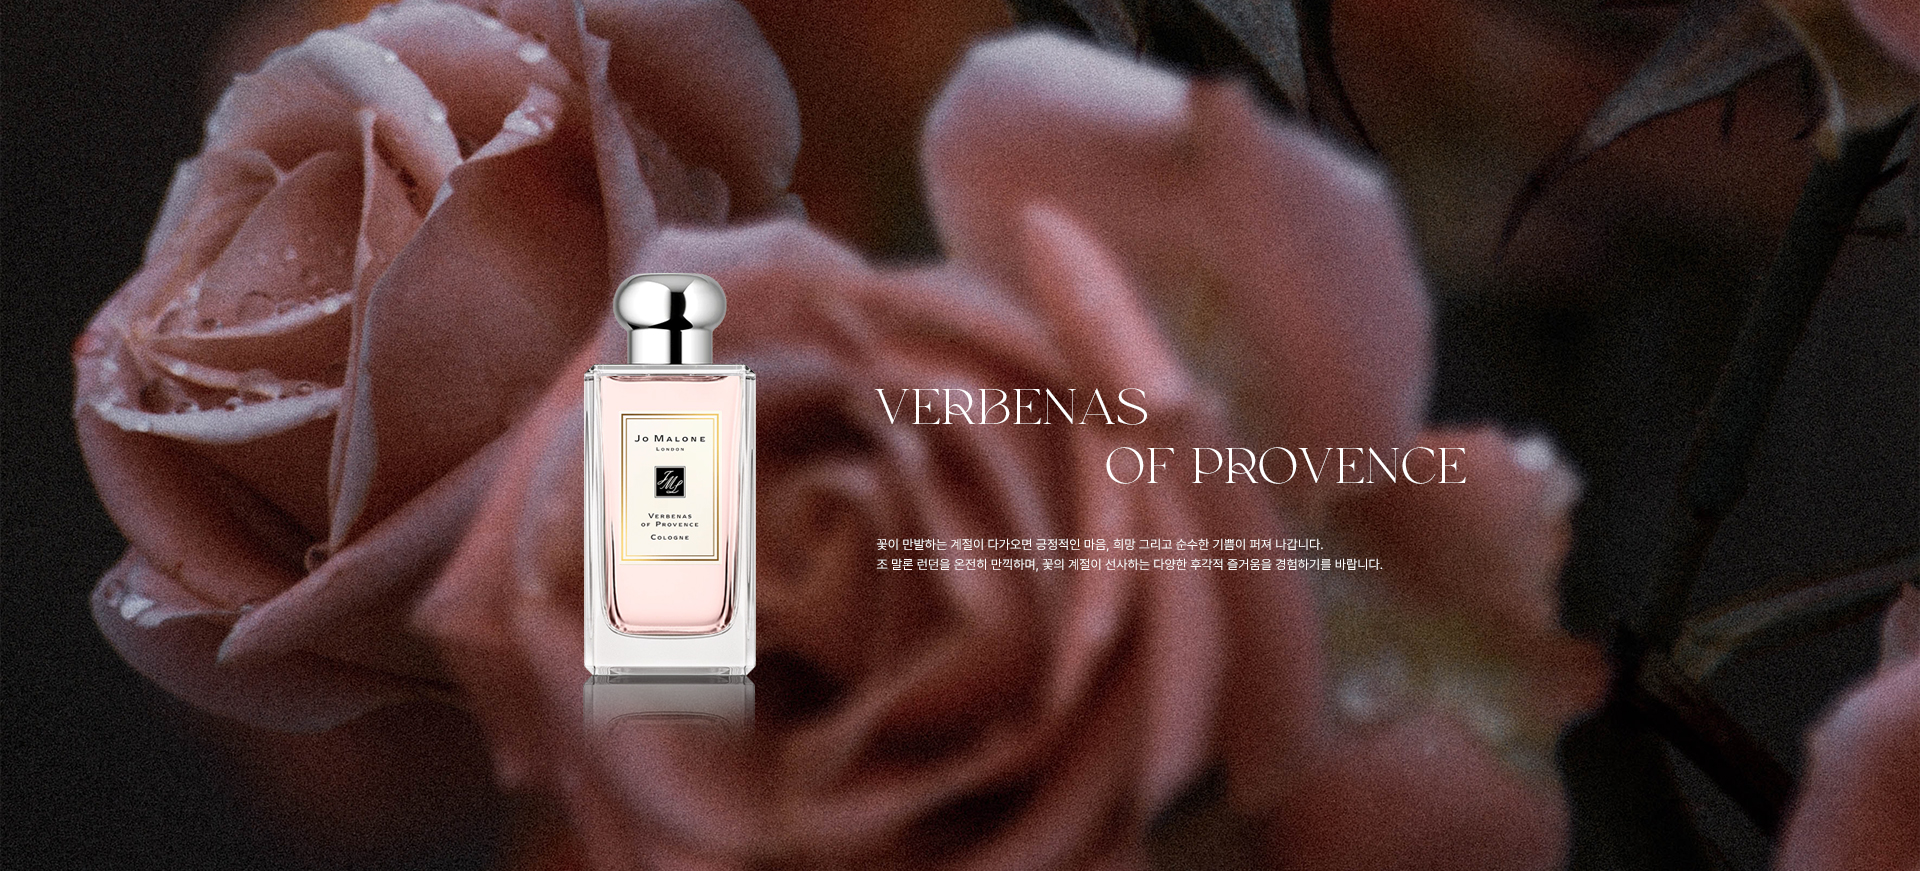 VERBENAS
OF PROVENCE
꽃이 만발하는 계절이 다가오면 긍정적인 마음, 희망 그리고 순수한 기쁨이 퍼져 나갑니다.
조 말론 런던을 온전히 만끽하며, 꽃의 계절이 선사하는 다양한 후각적 즐거움을 경험하기를 바랍니다.
JO MALONE
LONDON
JML
VERBENAS
OF PROVENCE
COLOGNE